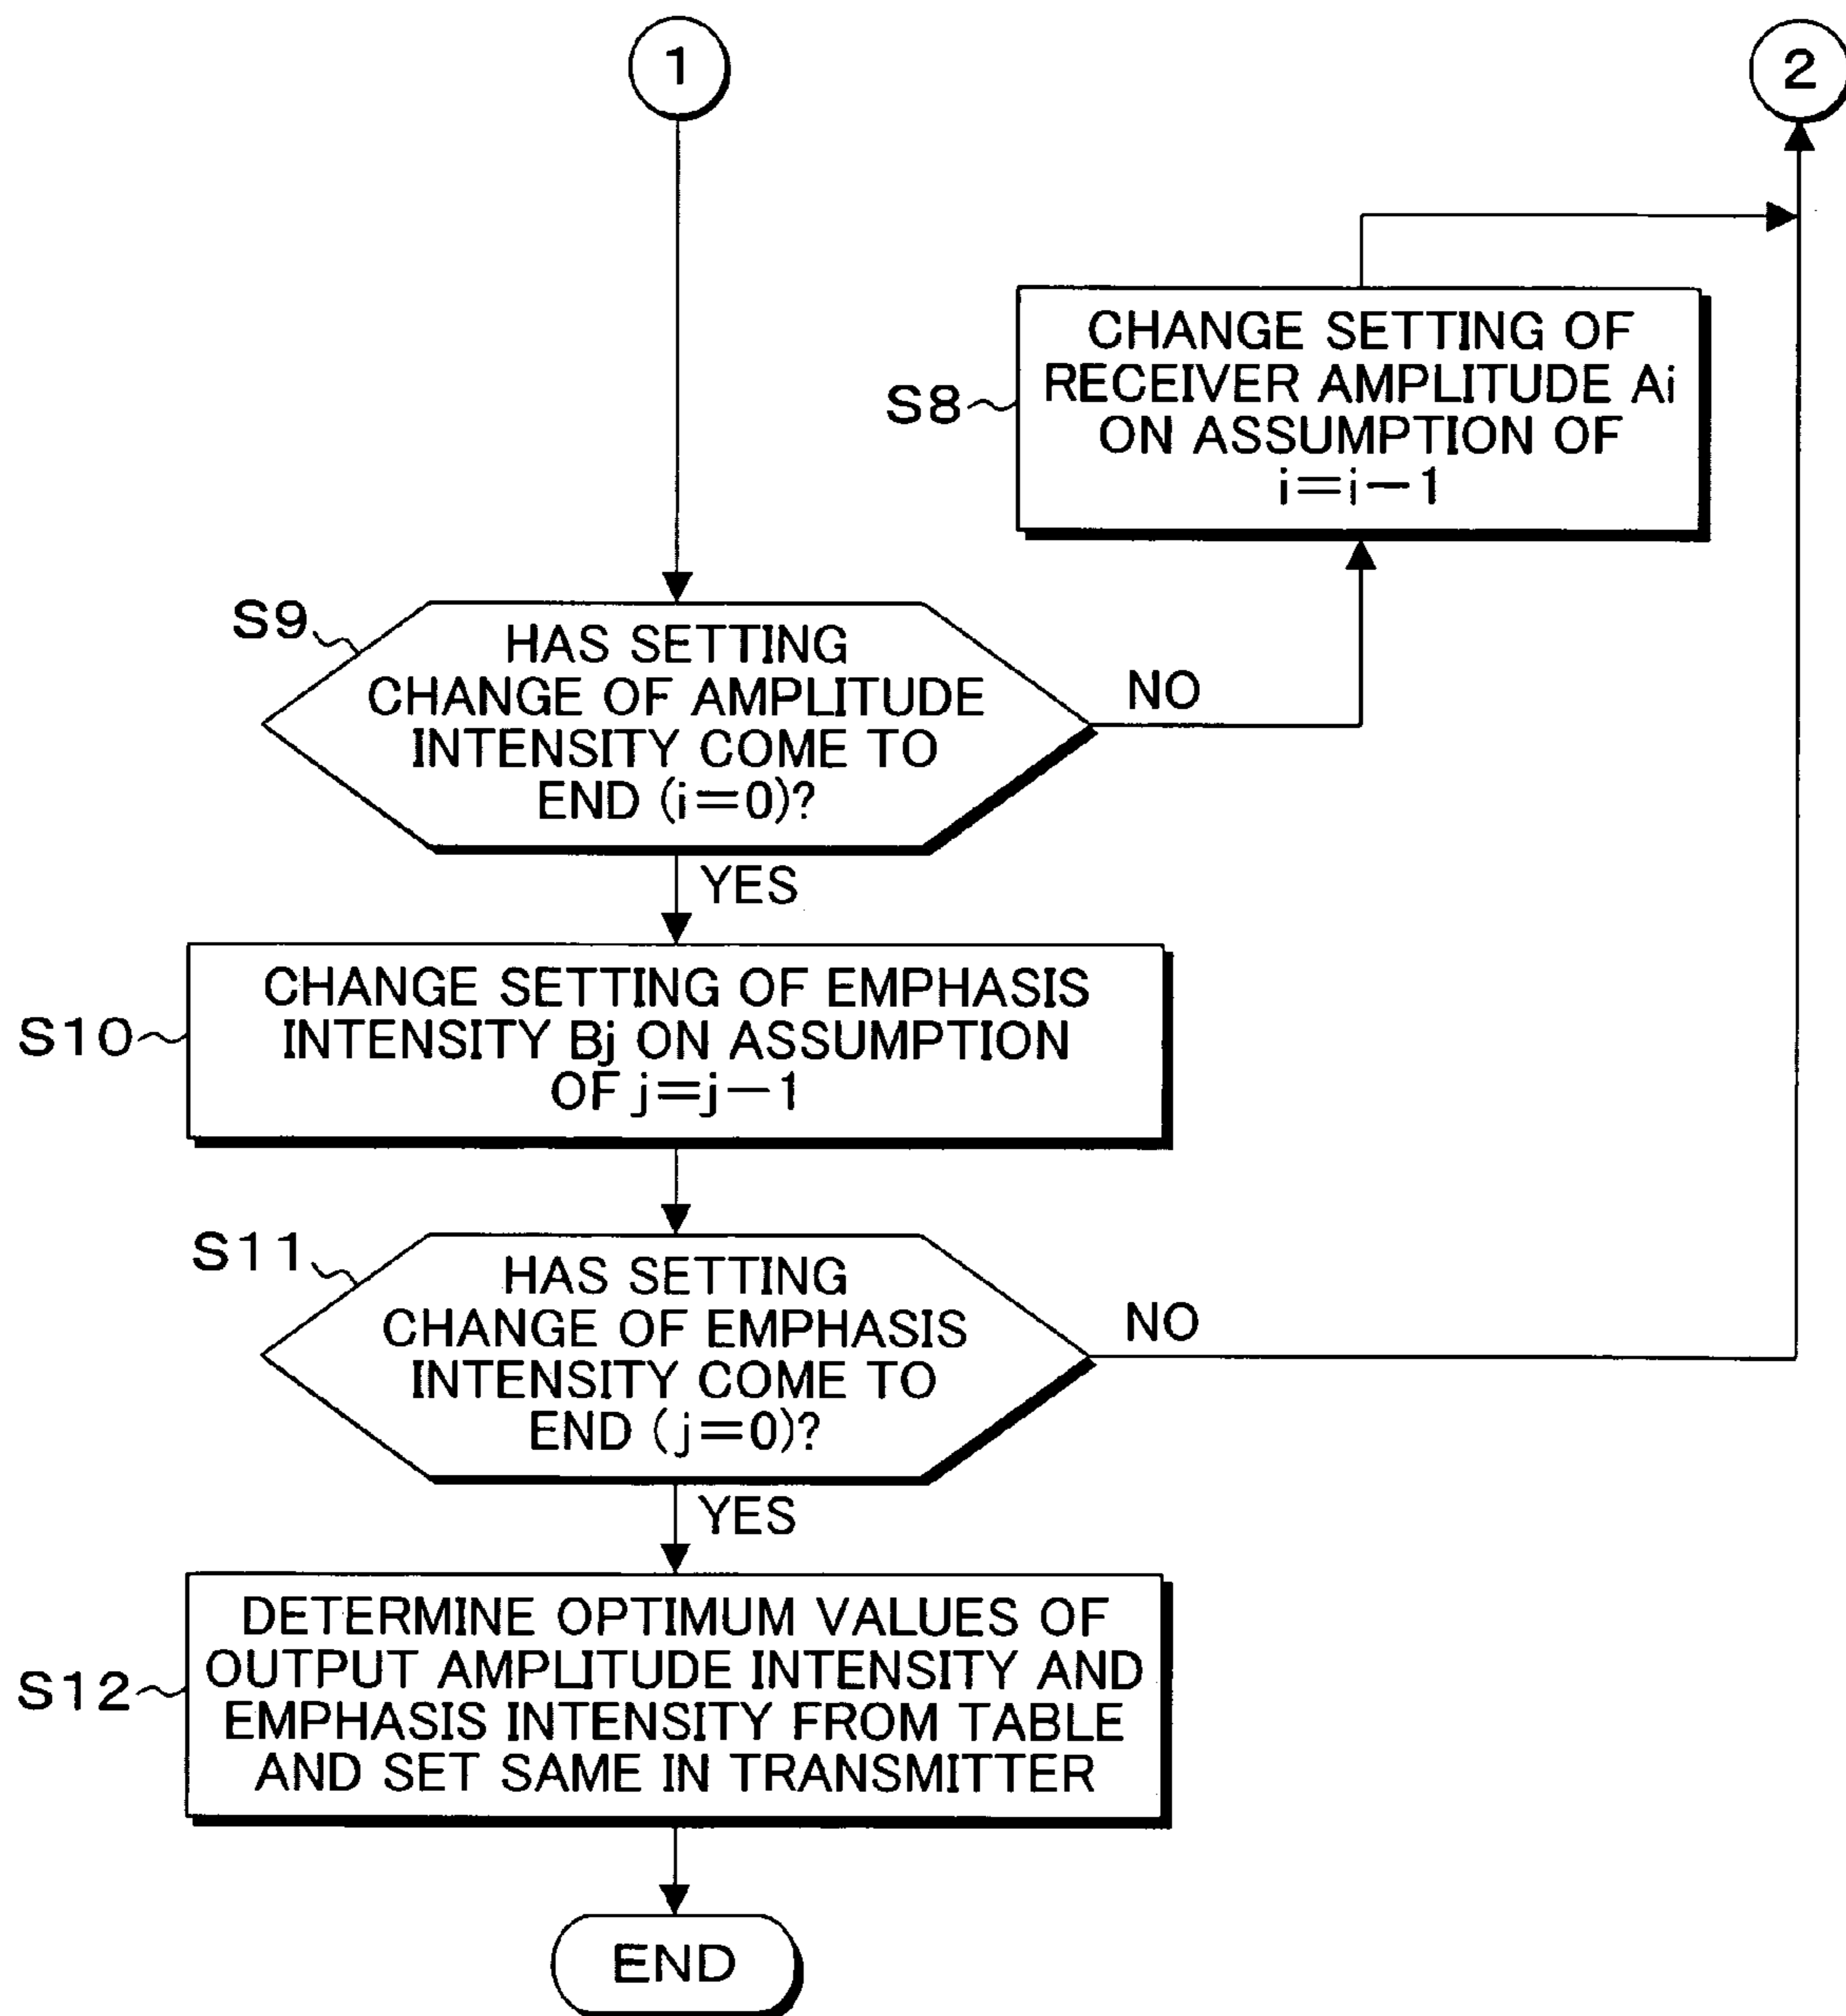 1
2
CHANGE SETTING OF
RECEIVER AMPLITUDE Ai
ON ASSUMPTION OF
i=i−1
S8
S9
HAS SETTING
CHANGE OF AMPLITUDE
INTENSITY COME TO
END (i=0)?
NO
YES
S10
CHANGE SETTING OF EMPHASIS
INTENSITY Bj ON ASSUMPTION
OF j=j−1
S11
HAS SETTING
CHANGE OF EMPHASIS
INTENSITY COME TO
END (j=0)?
NO
YES
S12
DETERMINE OPTIMUM VALUES OF
OUTPUT AMPLITUDE INTENSITY AND
EMPHASIS INTENSITY FROM TABLE
AND SET SAME IN TRANSMITTER
END